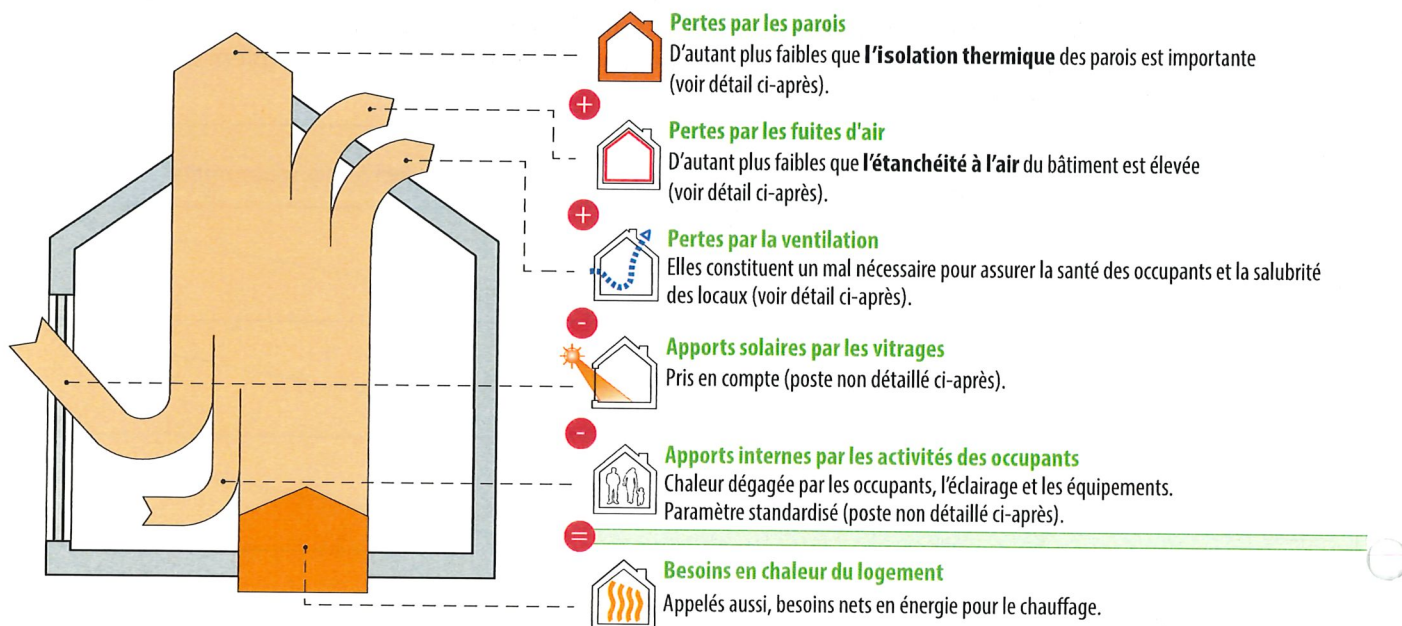 Pertes par les parois
D'autant plus faibles que l'isolation thermique des parois est importante
(voir détail ci-après).
+
Pertes par les fuites d'air
D'autant plus faibles que l'étanchéité à l'air du bâtiment est élevée
(voir détail ci-après).
+
Pertes par la ventilation
Elles constituent un mal nécessaire pour assurer la santé des occupants et la salubrité
des locaux (voir détail ci-après).
-
Apports solaires par les vitrages
Pris en compte (poste non détaillé ci-après).
-
Apports internes par les activités des occupants
Chaleur dégagée par les occupants, l'éclairage et les équipements.
Paramètre standardisé (poste non détaillé ci-après).
=
Besoins en chaleur du logement
Appelés aussi, besoins nets en énergie pour le chauffage.